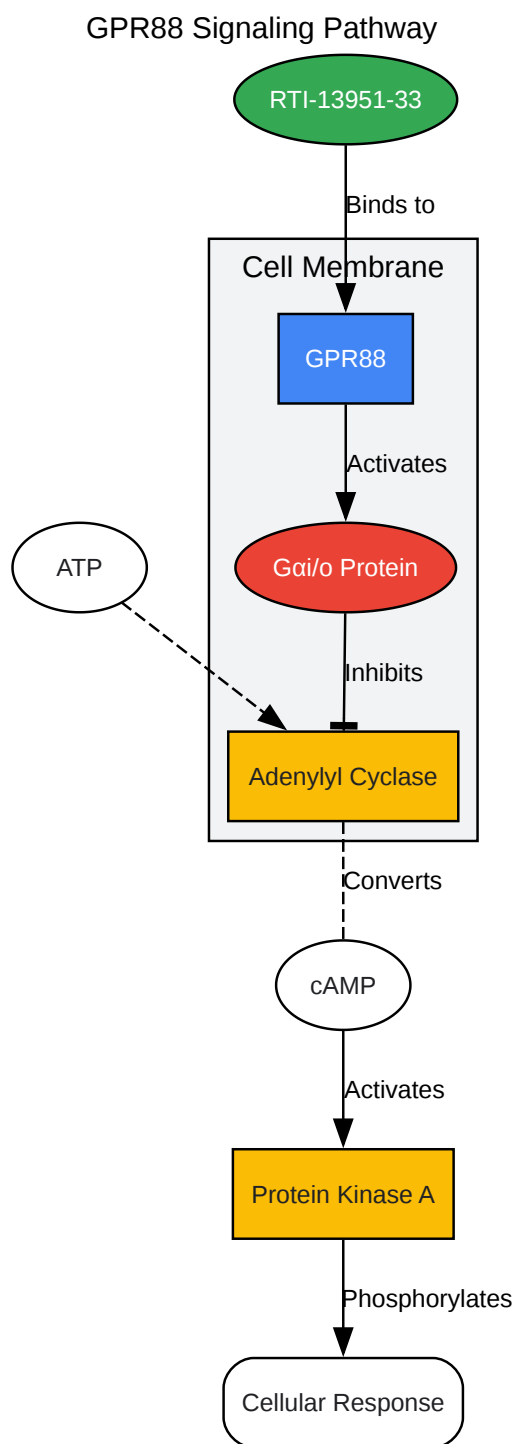 GPR88 Signaling Pathway
RTI-13951-33
Binds to
Cell Membrane
GPR88
Activates
ATP
Gαi/o Protein
Inhibits
Adenylyl Cyclase
Converts
cAMP
Activates
Protein Kinase A
Phosphorylates
Cellular Response